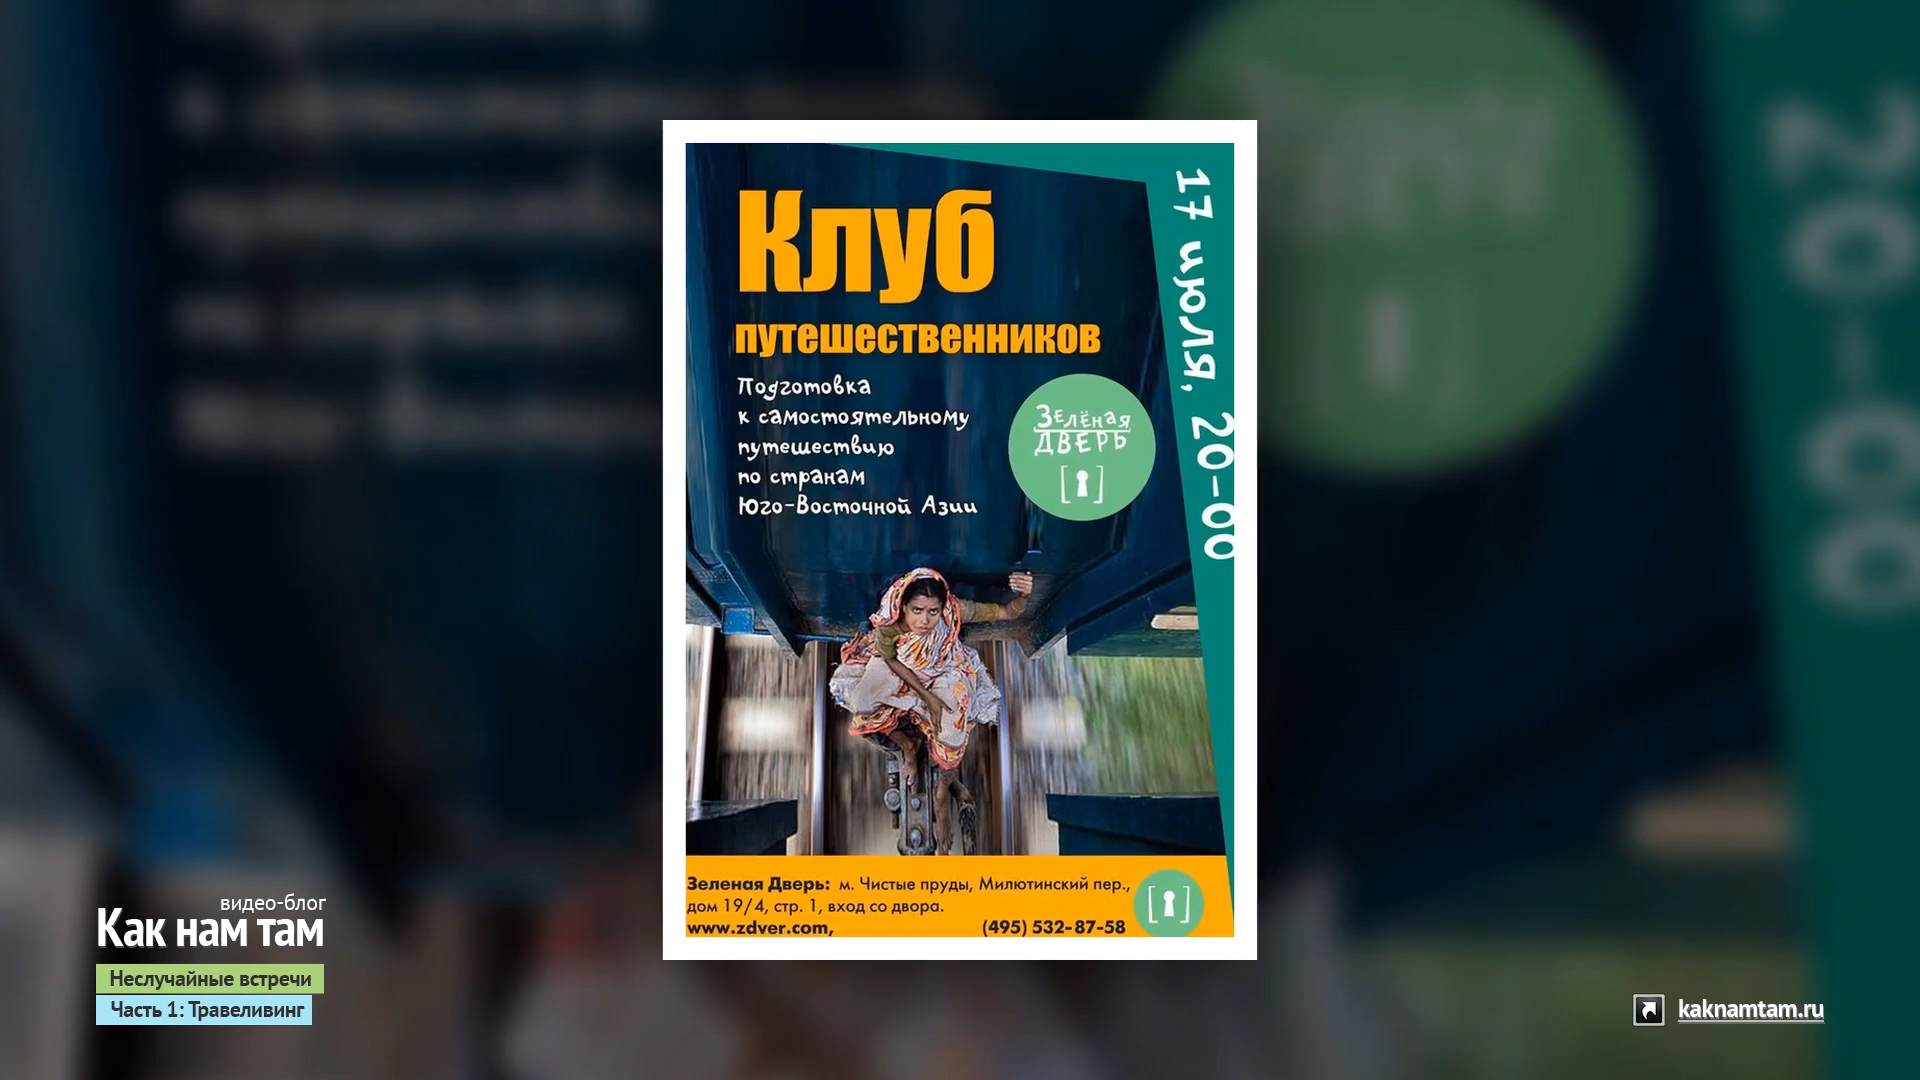 Клуб
путешественников
Подготовка
к самостоятельному
путешествию
по странам
Юго-Восточной Азии
Зелёная
ДВЕРЬ
17 июля, 20-00
Зеленая Дверь: м. Чистые пруды, Милютинский пер.,
дом 19/4, стр. 1, вход со двора.
www.zdver.com, (495) 532-87-58
видео-блог
Как нам там
Неслучайные встречи
Часть 1: Травеливинг
kaknamtam.ru